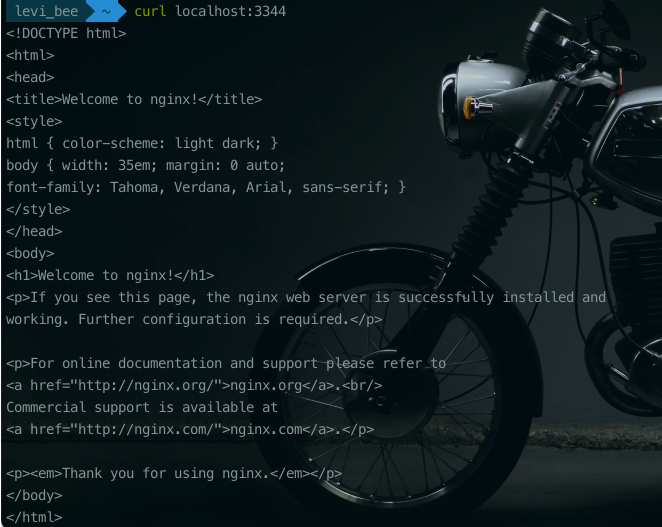 levi_bee ~ curl localhost:3344
<!DOCTYPE html>
<html>
<head>
<title>Welcome to nginx!</title>
<style>
html { color-scheme: light dark; }
body { width: 35em; margin: 0 auto;
font-family: Tahoma, Verdana, Arial, sans-serif; }
</style>
</head>
<body>
<h1>Welcome to nginx!</h1>
<p>If you see this page, the nginx web server is successfully installed and
working. Further configuration is required.</p>

<p>For online documentation and support please refer to
<a href="http://nginx.org/">nginx.org</a>.<br/>
Commercial support is available at
<a href="http://nginx.com/">nginx.com</a>.</p>

<p><em>Thank you for using nginx.</em></p>
</body>
</html>